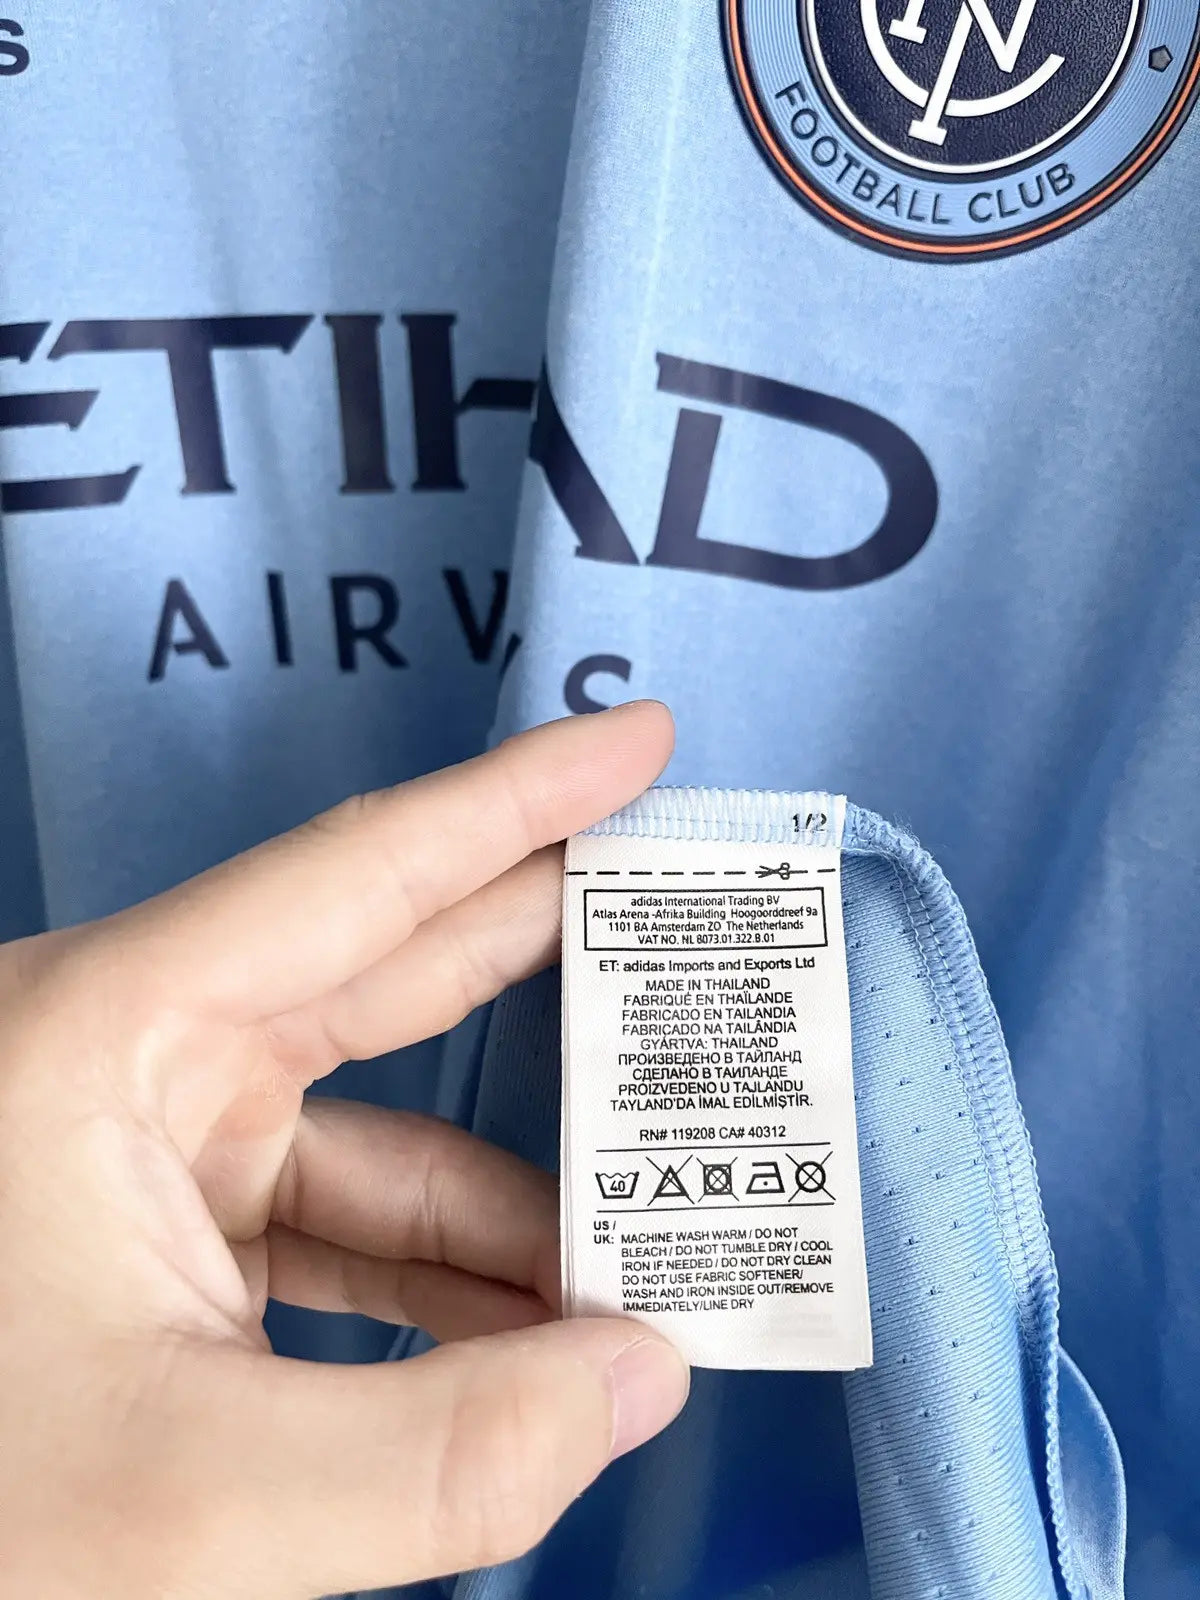 S
NYC
FOOTBALL CLUB
ETIHAD
AIRW
S
1/2
adidas International Trading BV
Atlas Arena -Afrika Building Hoogoorddreef 9a
1101 BA Amsterdam ZO The Netherlands
VAT NO. NL 8073.01.322.B.01
ET: adidas Imports and Exports Ltd
MADE IN THAILAND
FABRIQUÉ EN THAÏLANDE
FABRICADO EN TAILANDIA
FABRICADO NA TAILÂNDIA
GYÁRTVA: THAILAND
ПРОИЗВЕДЕНО В ТАЙЛАНД
СДЕЛАНО В ТАИЛАНДЕ
PROIZVEDENO U TAJLANDU
TAYLAND'DA İMAL EDİLMİŞTİR.
RN# 119208 CA# 40312
40
US /
UK: MACHINE WASH WARM / DO NOT
BLEACH / DO NOT TUMBLE DRY / COOL
IRON IF NEEDED / DO NOT DRY CLEAN
DO NOT USE FABRIC SOFTENER/
WASH AND IRON INSIDE OUT/REMOVE
IMMEDIATELY/LINE DRY